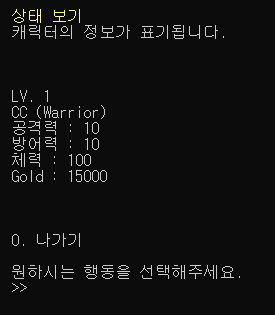 상태 보기
캐릭터의 정보가 표기됩니다.
LV. 1
CC (Warrior)
공격력 : 10
방어력 : 10
체력 : 100
Gold : 15000
0. 나가기
원하시는 행동을 선택해주세요.
>>